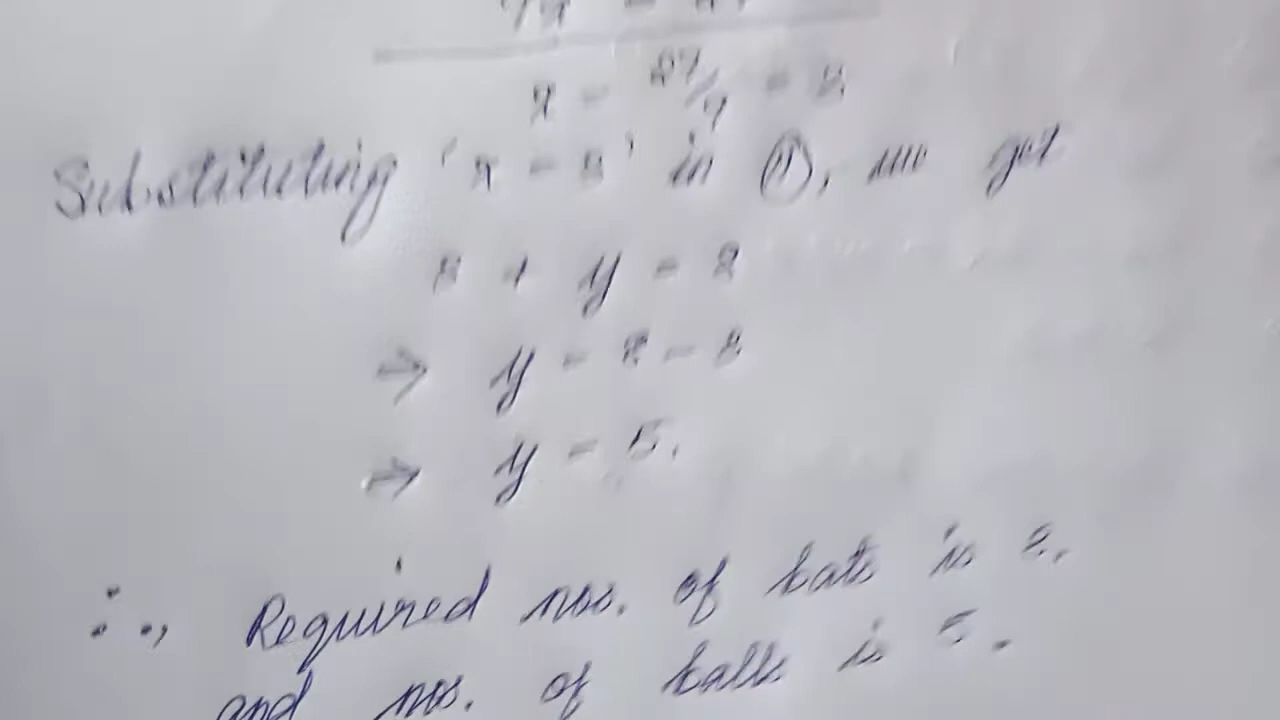 x = 27/9 = 3
Substituting 'x = 3' in (ii), we get
3 + y = 8
⇒ y = 8 - 3
⇒ y = 5.
∴, Required nos. of bats is 3.
and nos. of balls is 5.